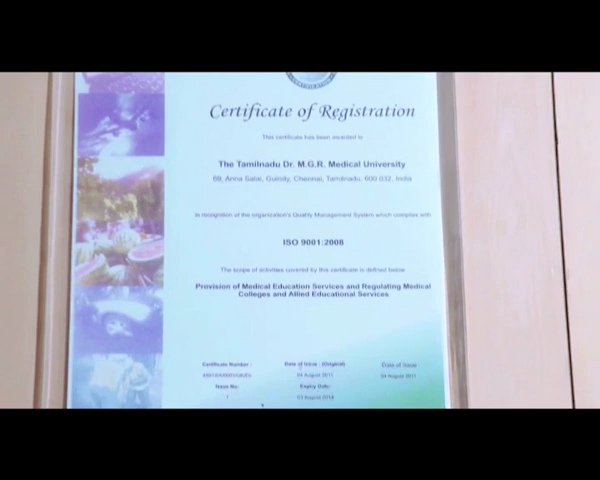 CERTIFICATION
Certificate of Registration
This certificate has been awarded to
The Tamilnadu Dr. M.G.R. Medical University
69, Anna Salai, Guindy, Chennai, Tamilnadu, 600 032, India
In recognition of the organization's Quality Management System which complies with
ISO 9001:2008
The scope of activities covered by this certificate is defined below
Provision of Medical Education Services and Regulating Medical
Colleges and Allied Educational Services
Certificate Number :
Date of Issue : (Original)
Date of Issue
04 August 2011
04 August 2011
Issue No:
Expiry Date:
1
03 August 2014